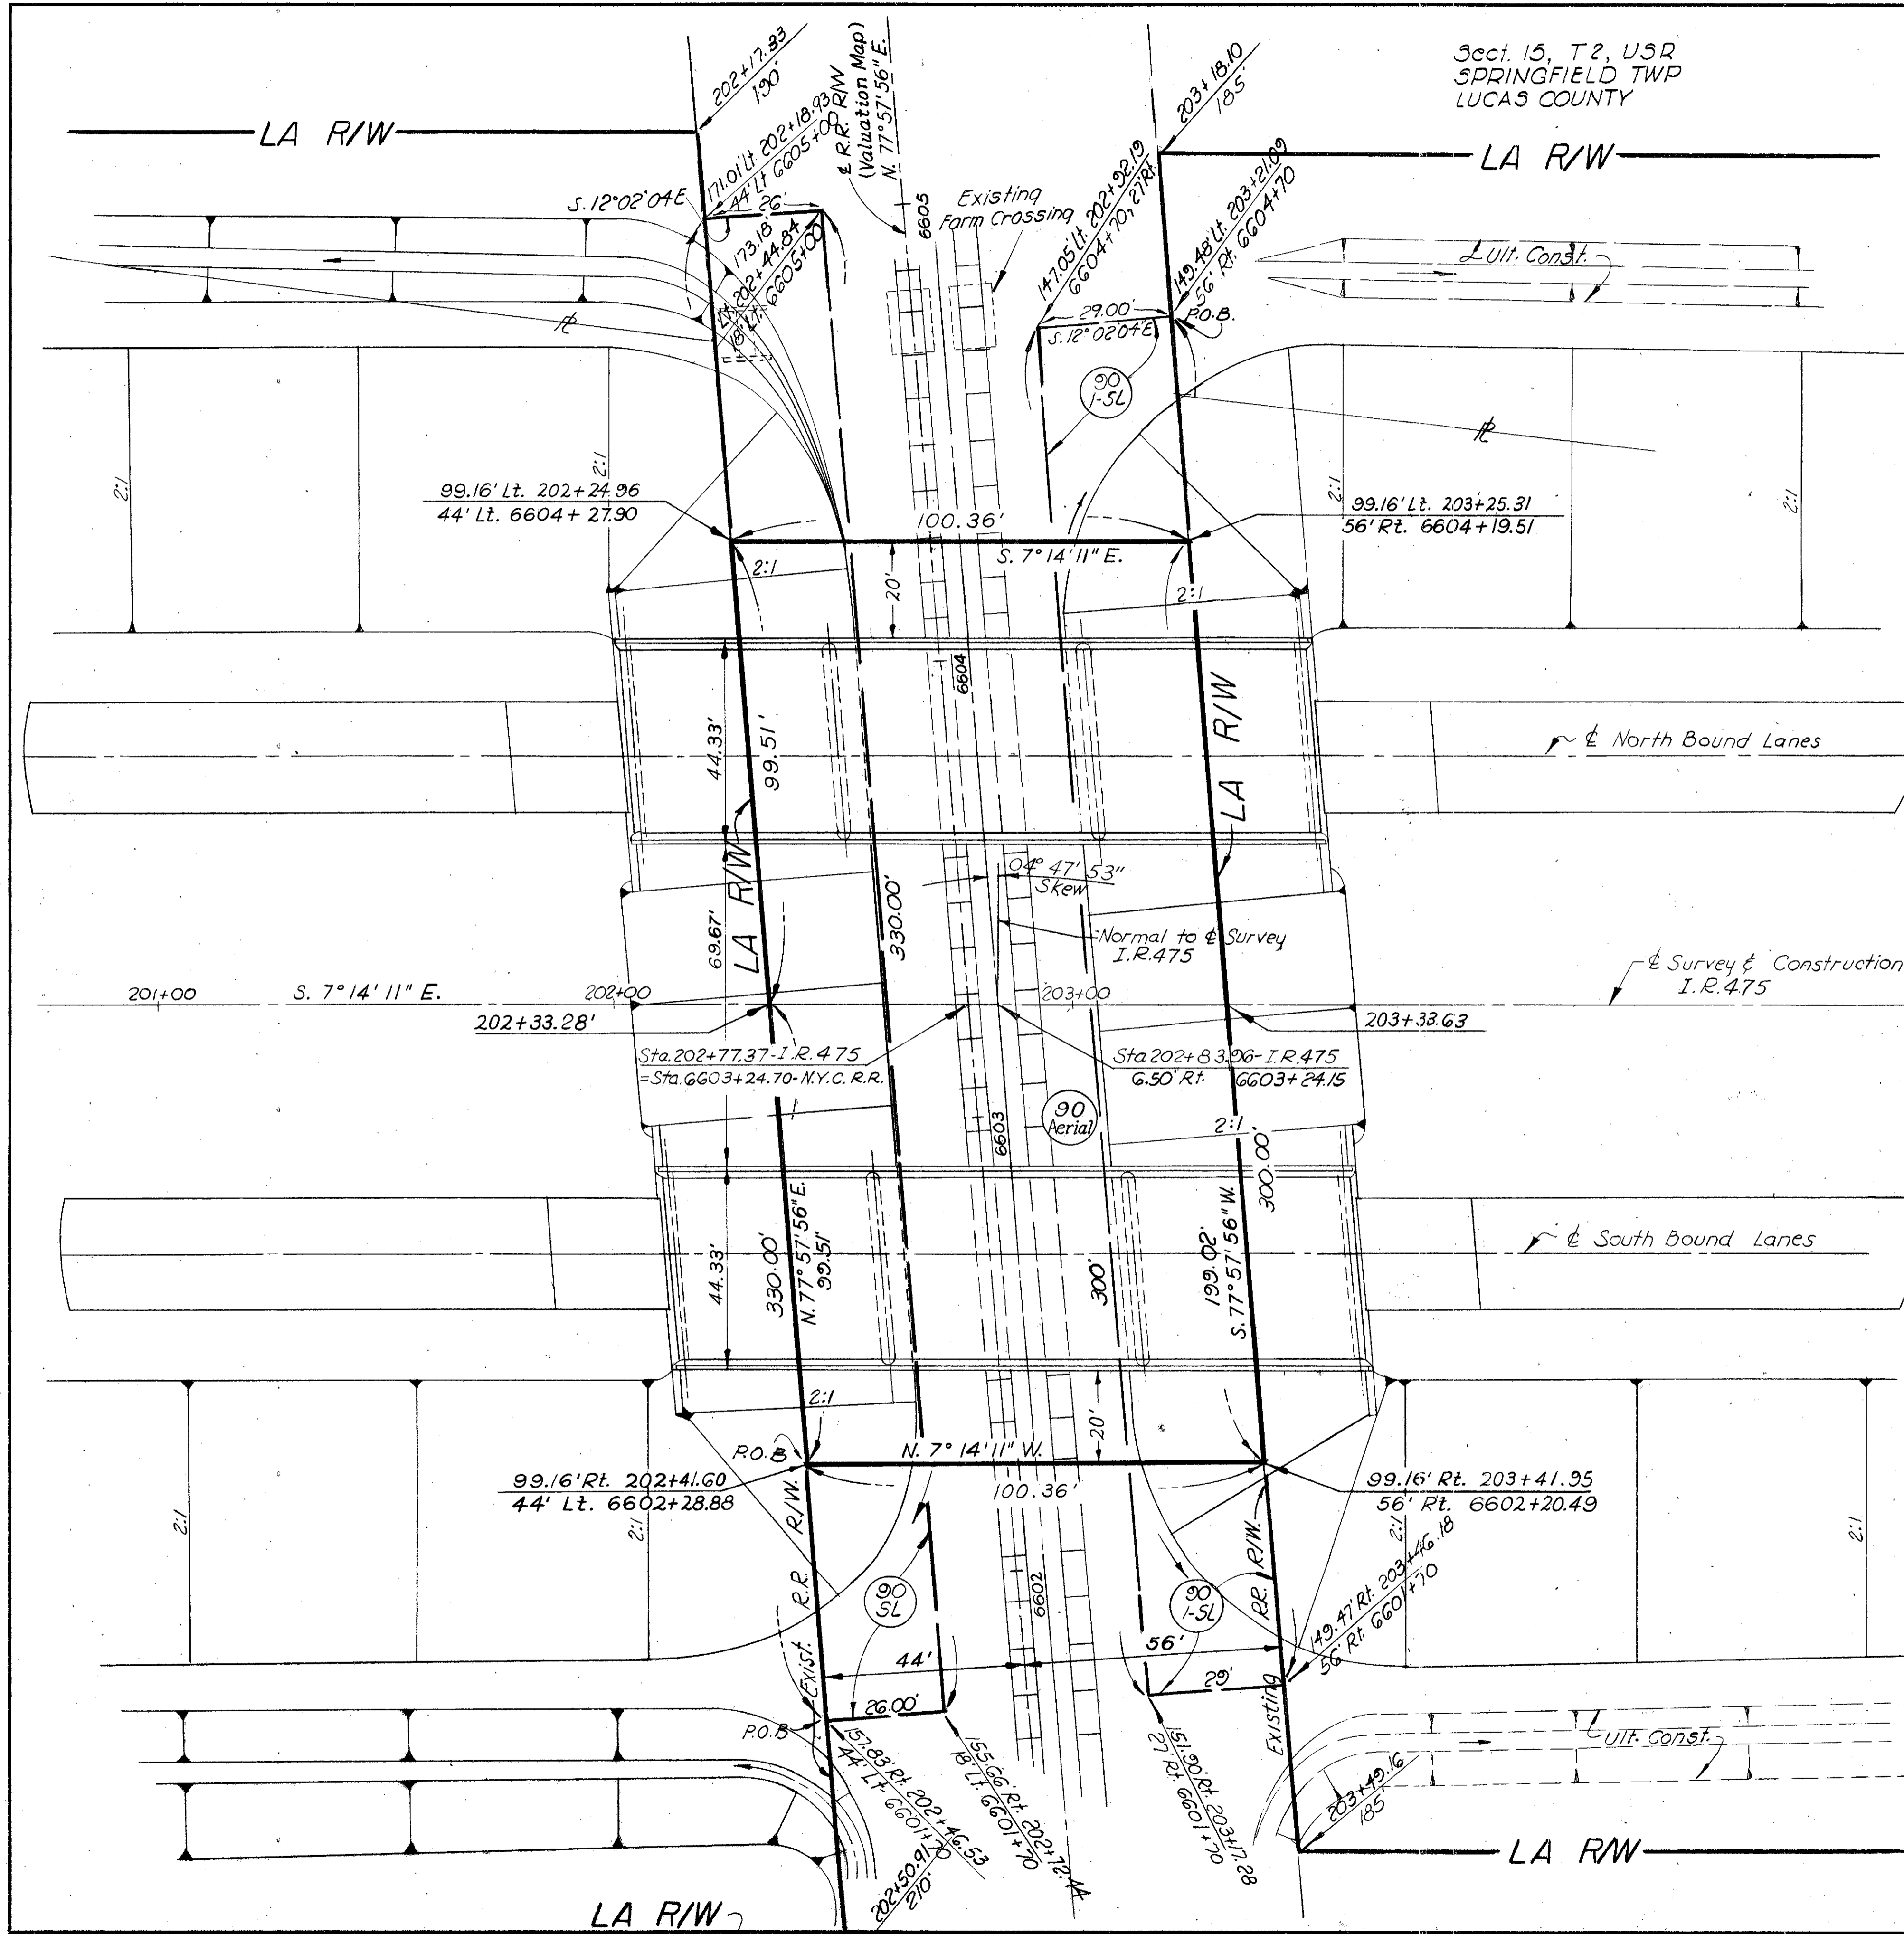 Sect. 15, T2, USR
SPRINGFIELD TWP
LUCAS COUNTY
202+17.33
190'
171.01' Lt. 202+18.93
44' Lt 6605+00
℄ R.R. R/W
(Valuation Map)
N. 77°57'56" E.
203+18.10
185'
LA R/W
LA R/W
S. 12°02'04E
26'
173.18'
Lt. 202+44.84
18' Lt. 6605+00
6605
Existing
Farm Crossing
147.05' Lt. 202+92.19
6604+70, 27' Rt.
149.48' Lt. 203+21.09
56' Rt. 6604+70
P.O.B.
29.00'
S. 12°02'04"E
℄ Ult. Const.
90
1-SL
2:1
2:1
2:1
2:1
99.16' Lt. 202+24.96
44' Lt. 6604+27.90
100.36'
S. 7°14'11" E.
99.16' Lt. 203+25.31
56' Rt. 6604+19.51
2:1
20'
2:1
6604
44.33'
99.51'
LA R/W
LA R/W
℄ North Bound Lanes
04° 47' 53"
Skew
330.00'
69.67'
Normal to ℄ Survey
I.R.475
℄ Survey & Construction
I.R.475
201+00
S. 7°14'11" E.
202+00
203+00
202+33.28'
203+33.63
Sta.202+77.37-I.R.475
=Sta.6603+24.70-N.Y.C. R.R.
Sta202+83.96-I.R.475
6.50' Rt. 6603+24.15
90
Aerial
6603
2:1
44.33'
330.00'
N. 77°57'56"E.
99.51'
300'
199.02'
S. 77°57'56"W.
300.00'
℄ South Bound Lanes
2:1
20'
P.O.B
N. 7°14'11" W.
100.36'
99.16' Rt. 202+41.60
44' Lt. 6602+28.88
99.16' Rt. 203+41.95
56' Rt. 6602+20.49
2:1
2:1
2:1
2:1
Exist. R.R. R/W.
90
SL
6602
90
1-SL
Existing RR. R/W.
149.47' Rt. 203+46.18
56' Rt. 6601+70
44'
56'
26.00'
29'
P.O.B
157.83' Rt. 202+46.53
44' Lt. 6601+70
155.66' Rt. 202+72.44
18' Lt. 6601+70
151.90' Rt. 203+17.28
27' Rt. 6601+70
℄ Ult. Const.
203+49.16
185'
202+50.91
210'
LA R/W
LA R/W